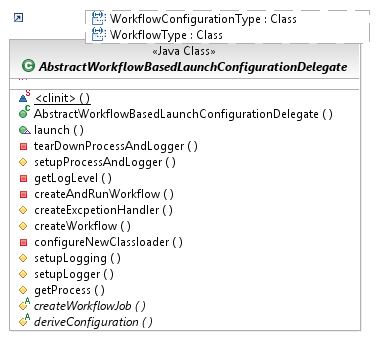 WorkflowConfigurationType : Class
WorkflowType : Class
«Java Class»
C AbstractWorkflowBasedLaunchConfigurationDelegate
S <clinit> ( )
C AbstractWorkflowBasedLaunchConfigurationDelegate ( )
launch ( )
tearDownProcessAndLogger ( )
setupProcessAndLogger ( )
getLogLevel ( )
createAndRunWorkflow ( )
createExcpetionHandler ( )
createWorkflow ( )
configureNewClassloader ( )
setupLogging ( )
setupLogger ( )
getProcess ( )
A createWorkflowJob ( )
A deriveConfiguration ( )